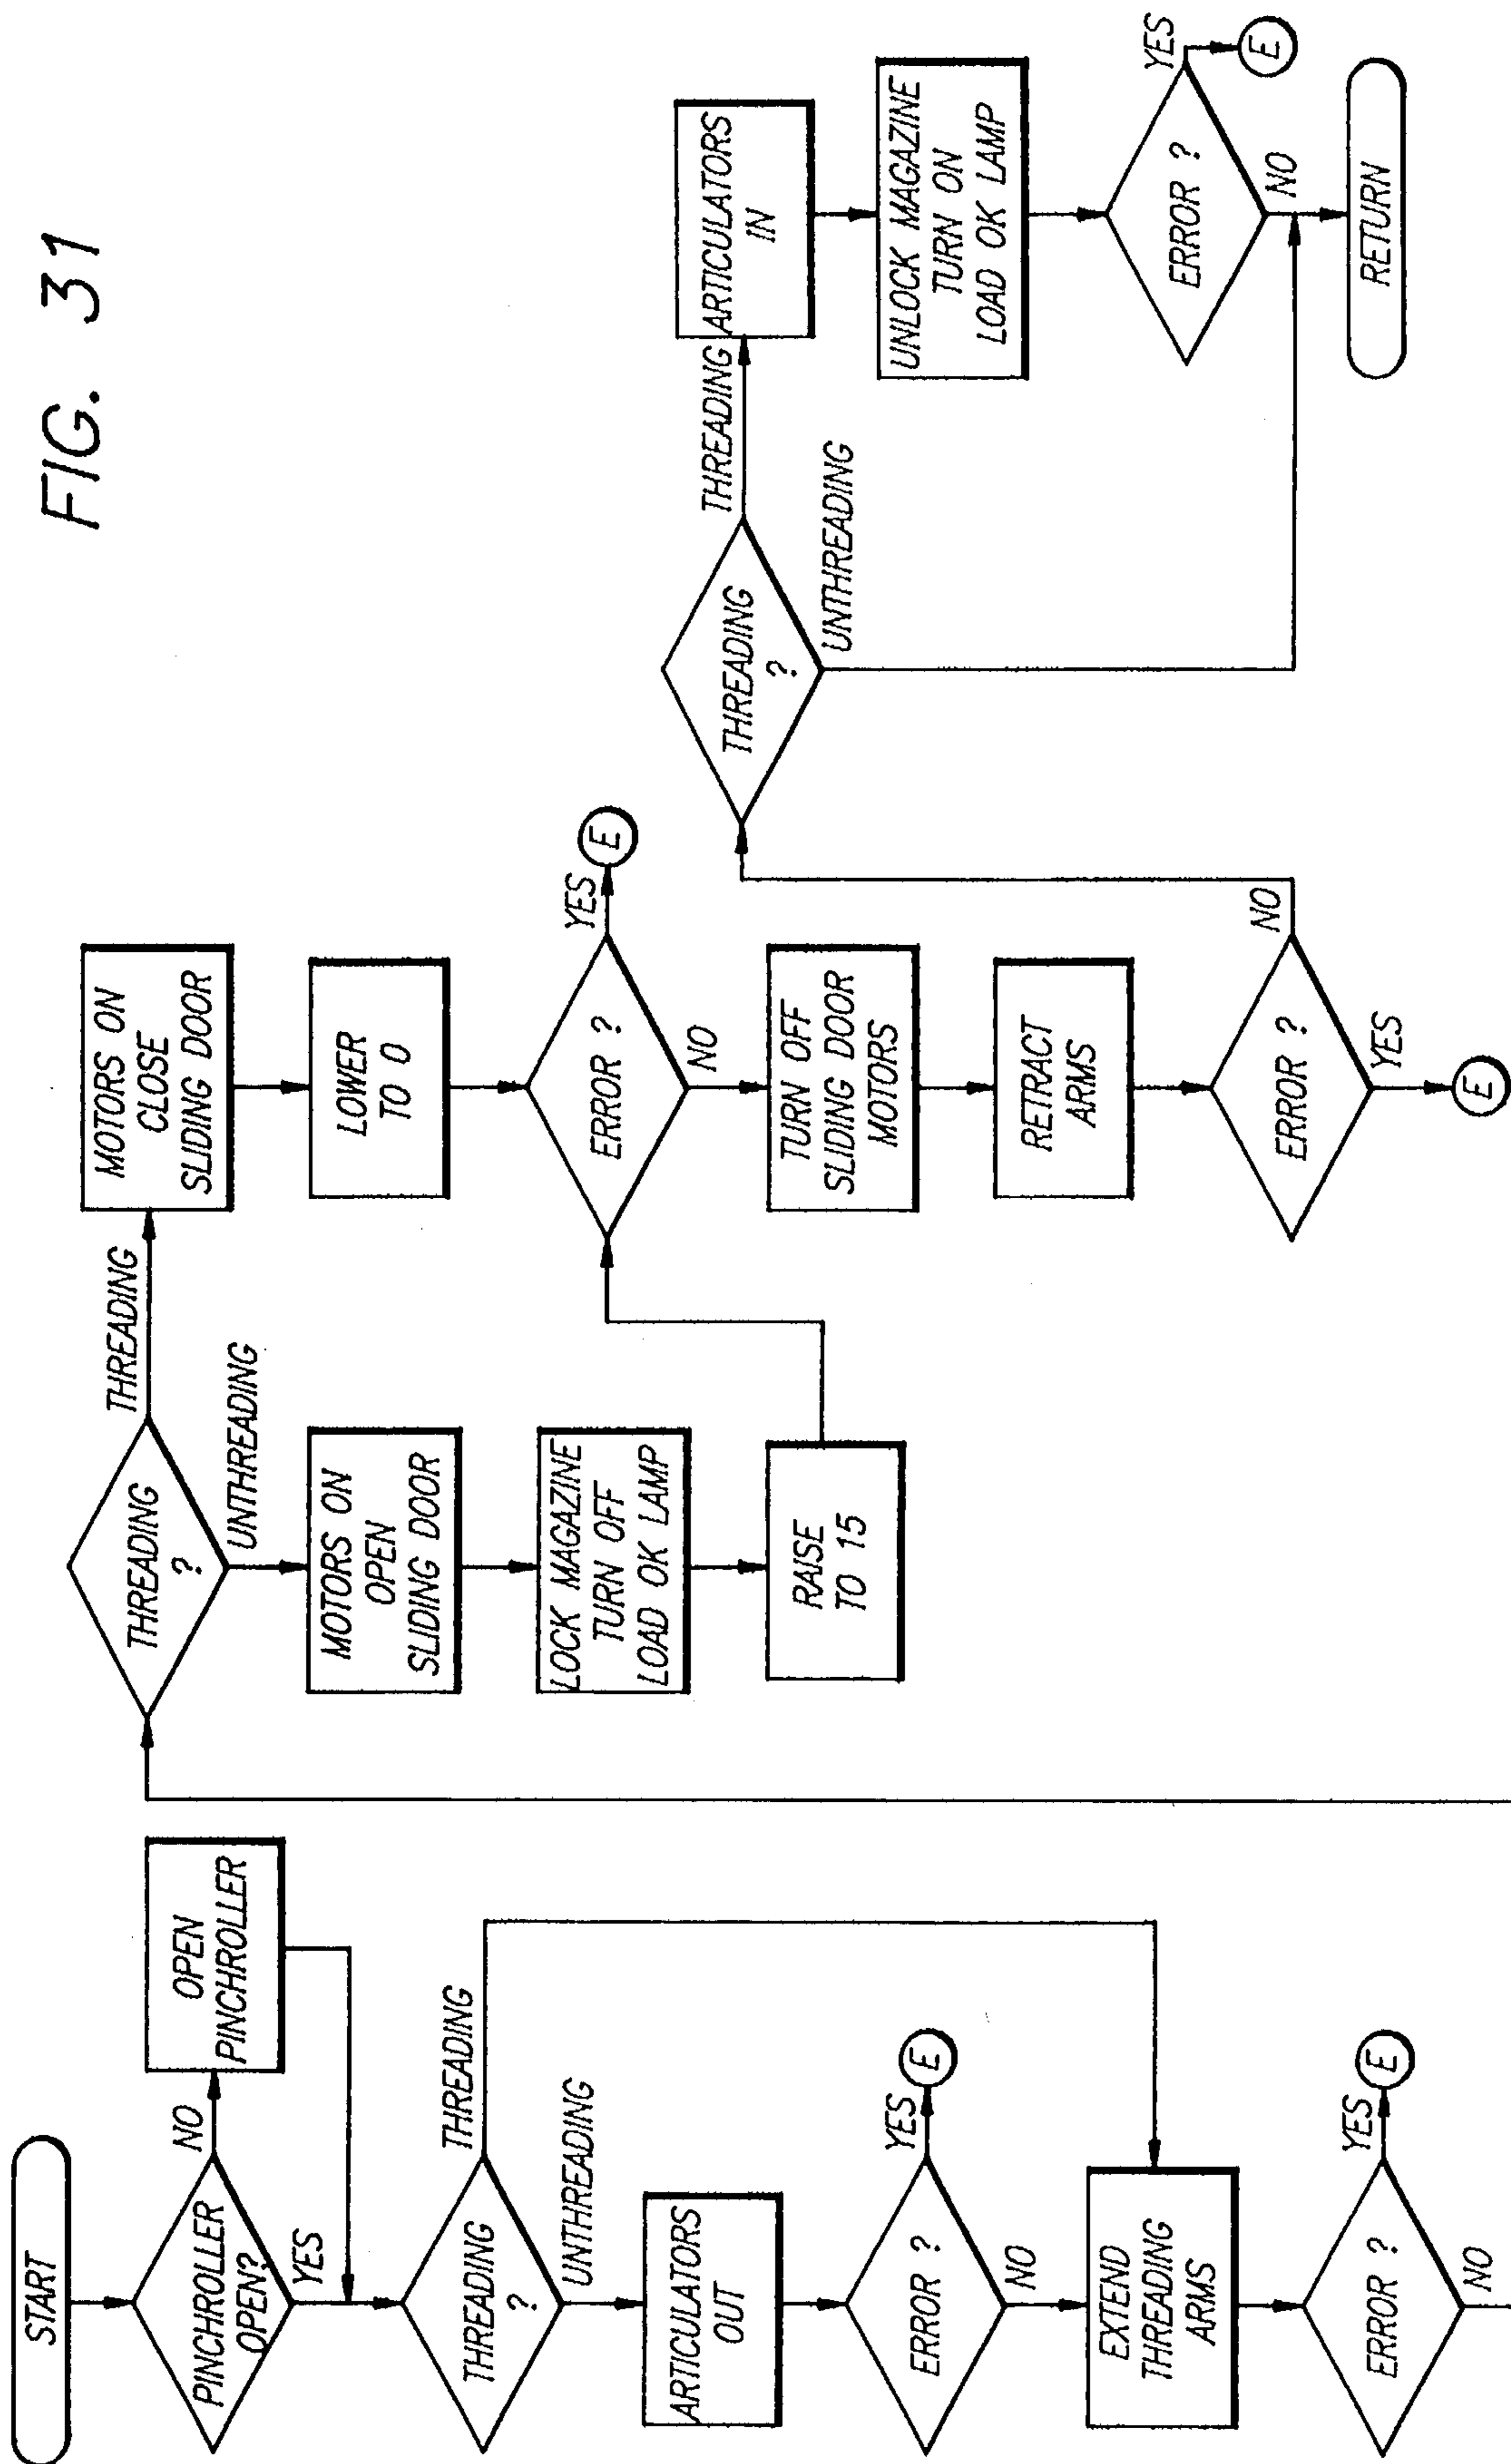 FIG. 31
START
PINCHROLLER
OPEN?
NO
OPEN
PINCHROLLER
YES
THREADING
?
THREADING
UNTHREADING
ARTICULATORS
OUT
ERROR ?
YES
E
NO
EXTEND
THREADING
ARMS
ERROR ?
YES
E
NO
THREADING
?
THREADING
UNTHREADING
MOTORS ON
OPEN
SLIDING DOOR
LOCK MAGAZINE
TURN OFF
LOAD OK LAMP
RAISE
TO 15
MOTORS ON
CLOSE
SLIDING DOOR
LOWER
TO 0
ERROR ?
YES
E
NO
TURN OFF
SLIDING DOOR
MOTORS
RETRACT
ARMS
ERROR ?
NO
YES
E
THREADING
?
THREADING
UNTHREADING
ARTICULATORS
IN
UNLOCK MAGAZINE
TURN ON
LOAD OK LAMP
ERROR ?
YES
E
NO
RETURN